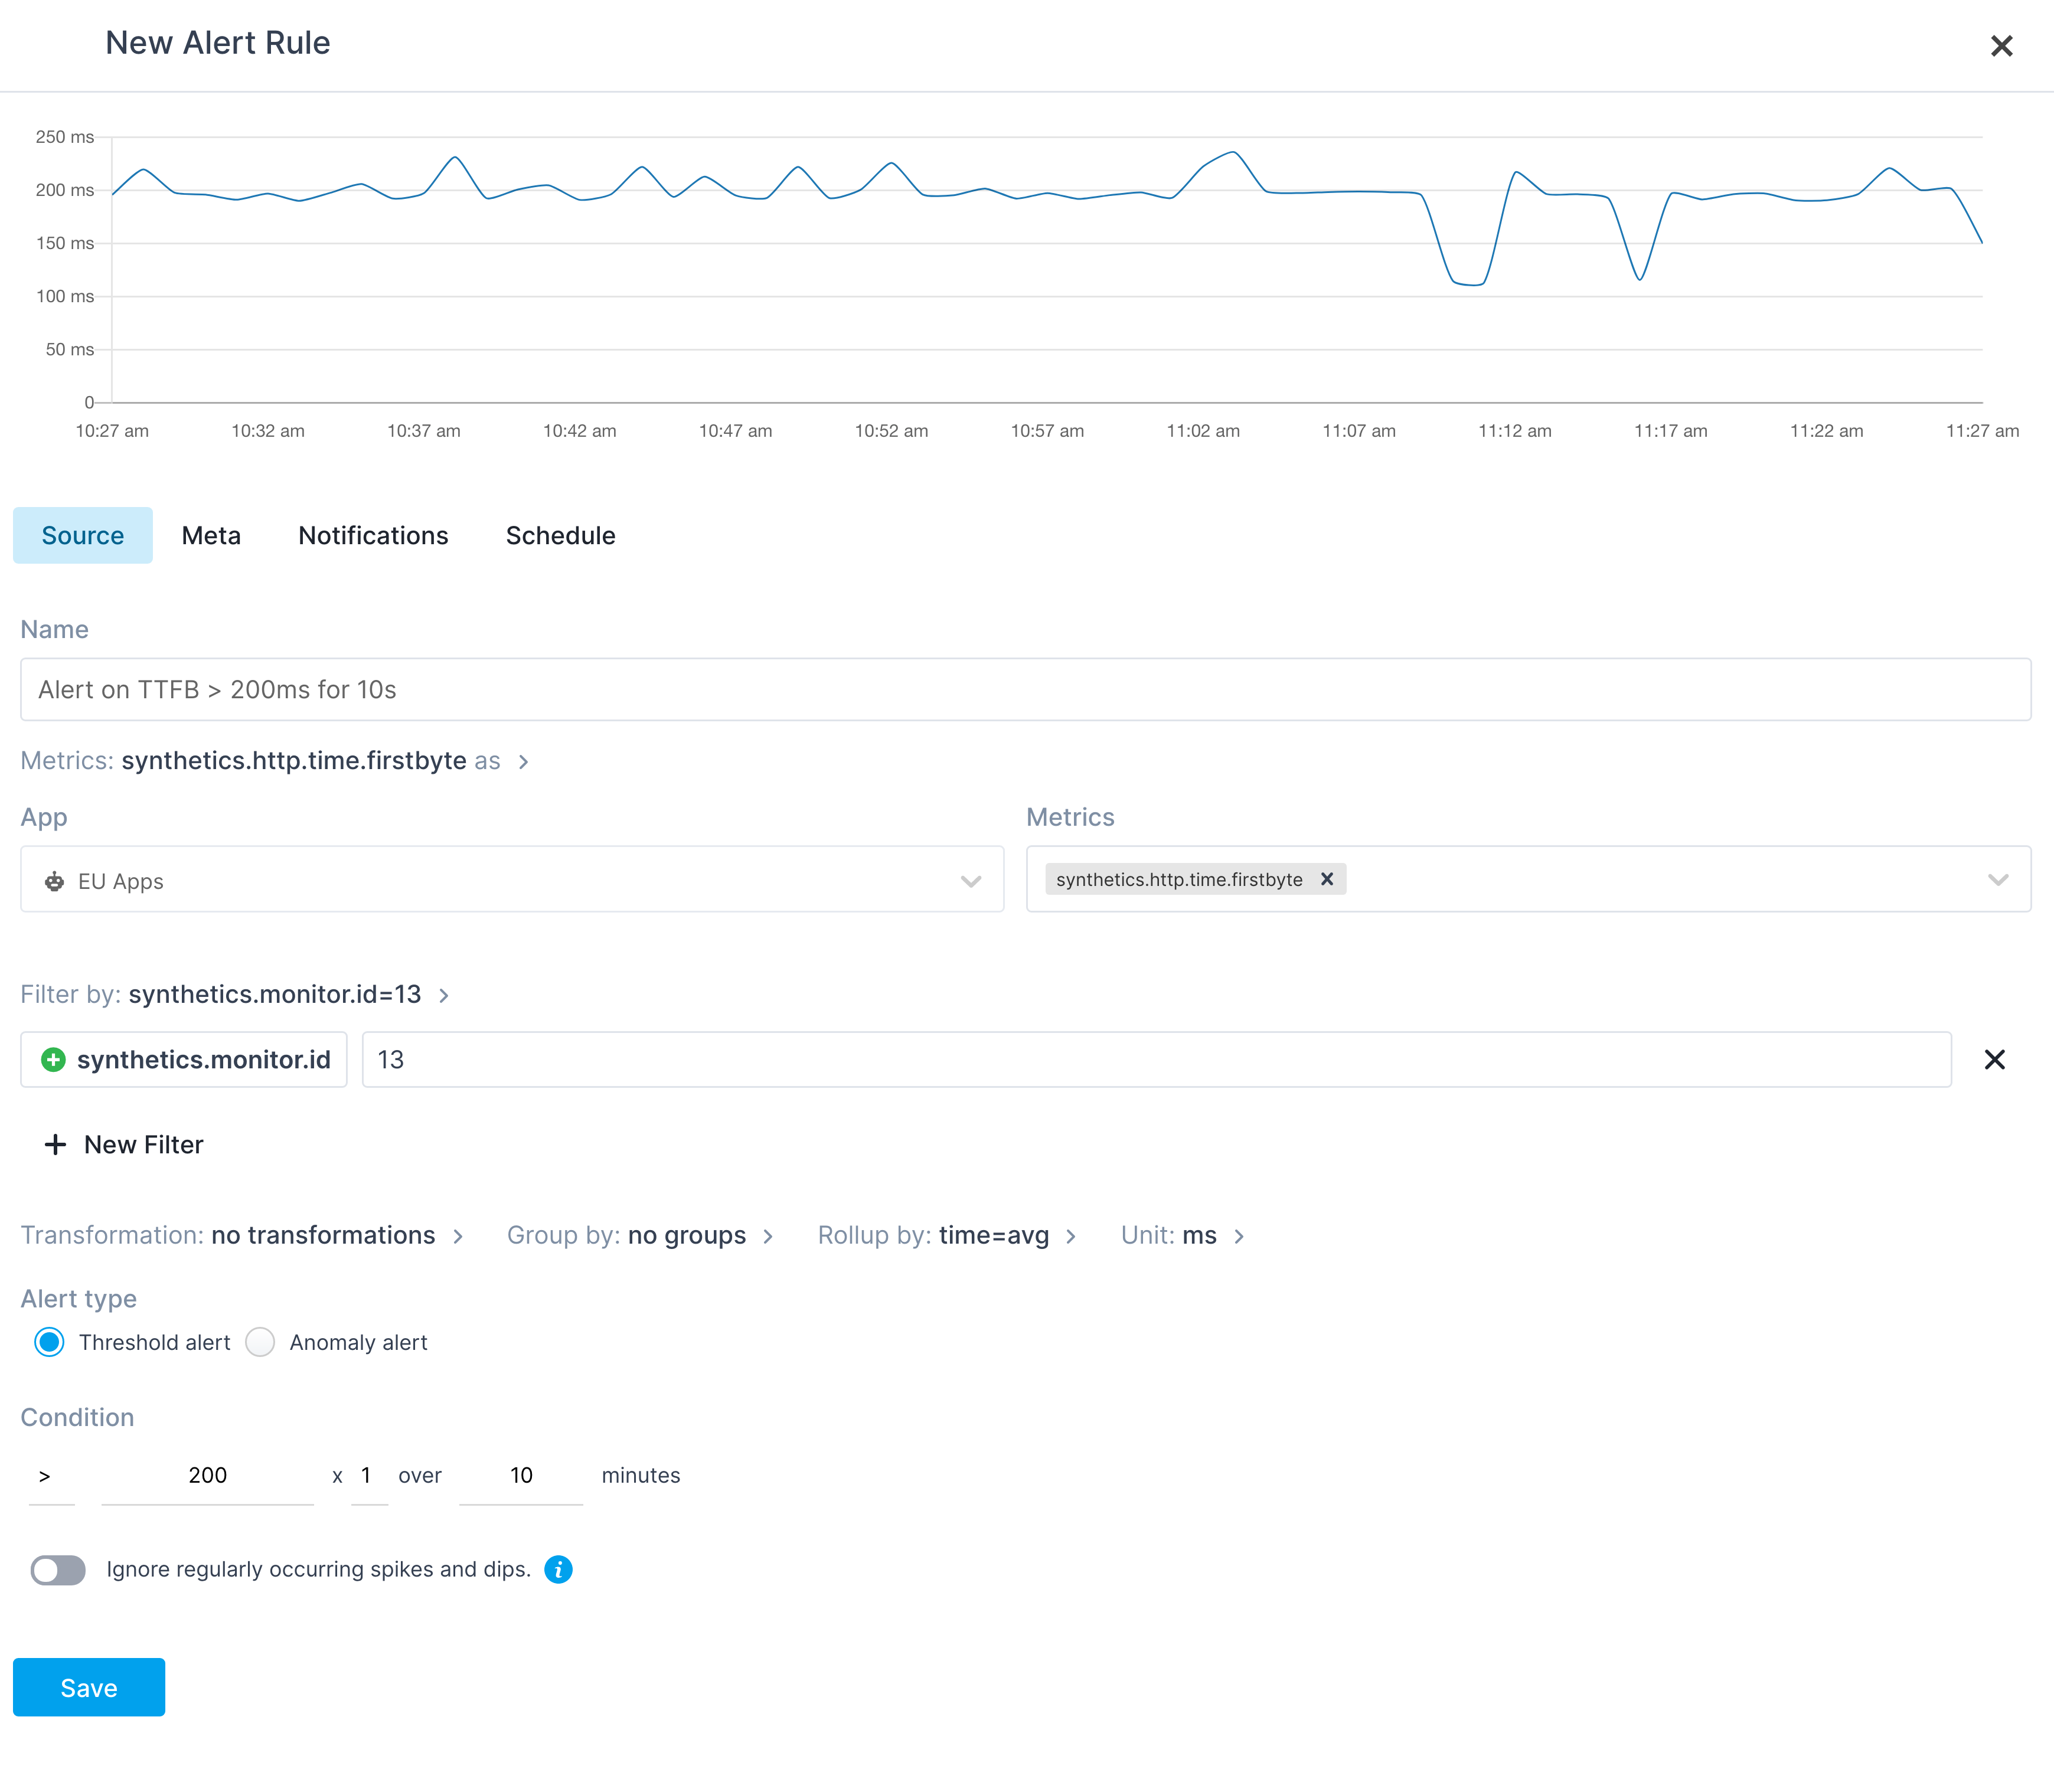 New Alert Rule
250 ms
200 ms
150 ms
100 ms
50 ms
0
10:27 am 10:32 am 10:37 am 10:42 am 10:47 am 10:52 am 10:57 am 11:02 am 11:07 am 11:12 am 11:17 am 11:22 am 11:27 am
Source Meta Notifications Schedule
Name
Alert on TTFB > 200ms for 10s
Metrics: synthetics.http.time.firstbyte as
App Metrics
EU Apps synthetics.http.time.firstbyte
Filter by: synthetics.monitor.id=13
synthetics.monitor.id 13
New Filter
Transformation: no transformations Group by: no groups Rollup by: time=avg Unit: ms
Alert type
Threshold alert Anomaly alert
Condition
> 200 x 1 over 10 minutes
Ignore regularly occurring spikes and dips.
Save